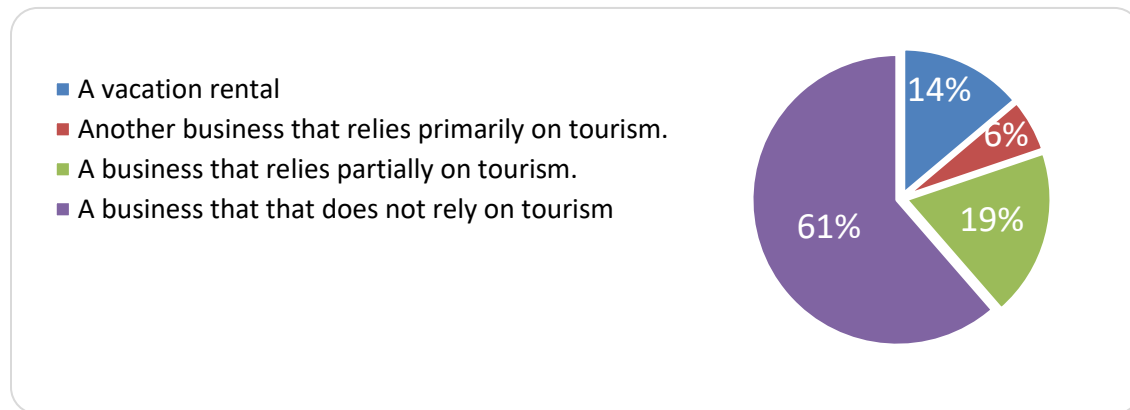 A vacation rental
Another business that relies primarily on tourism.
A business that relies partially on tourism.
A business that that does not rely on tourism
14%
6%
19%
61%